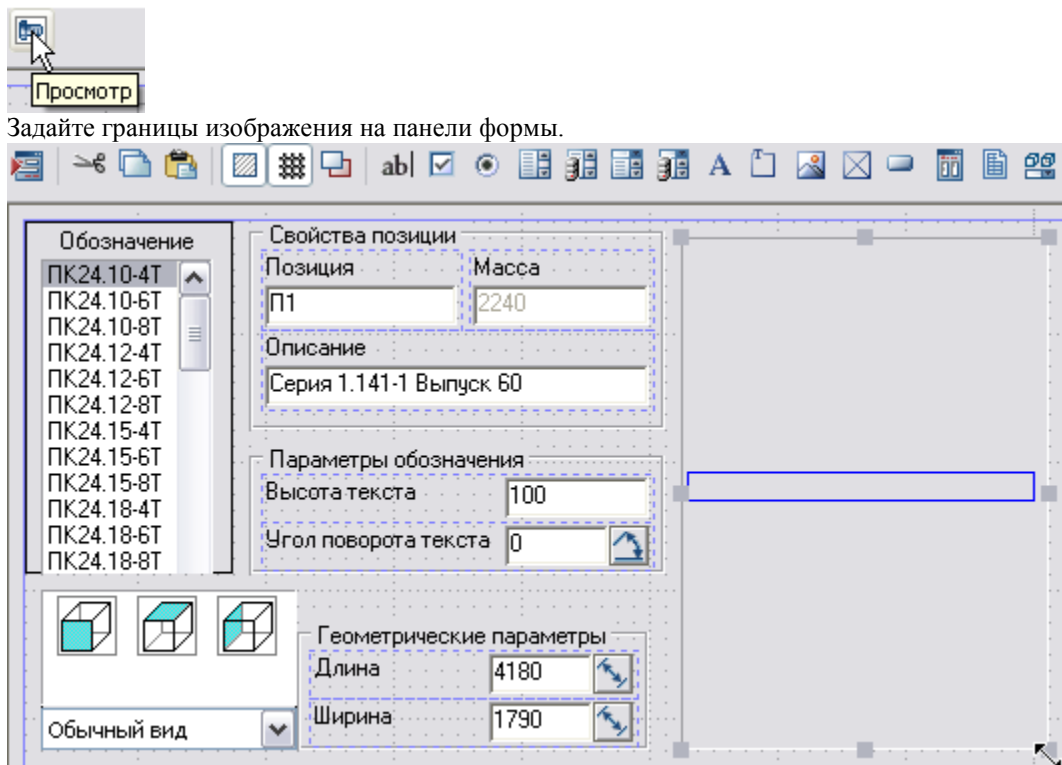 Просмотр
Задайте границы изображения на панели формы.
ab|
A
Обозначение
ПК24.10-4Т
ПК24.10-6Т
ПК24.10-8Т
ПК24.12-4Т
ПК24.12-6Т
ПК24.12-8Т
ПК24.15-4Т
ПК24.15-6Т
ПК24.15-8Т
ПК24.18-4Т
ПК24.18-6Т
ПК24.18-8Т
Свойства позиции
Позиция Масса
П1 2240
Описание
Серия 1.141-1 Выпуск 60
Параметры обозначения
Высота текста 100
Угол поворота текста 0
Обычный вид
Геометрические параметры
Длина 4180
Ширина 1790